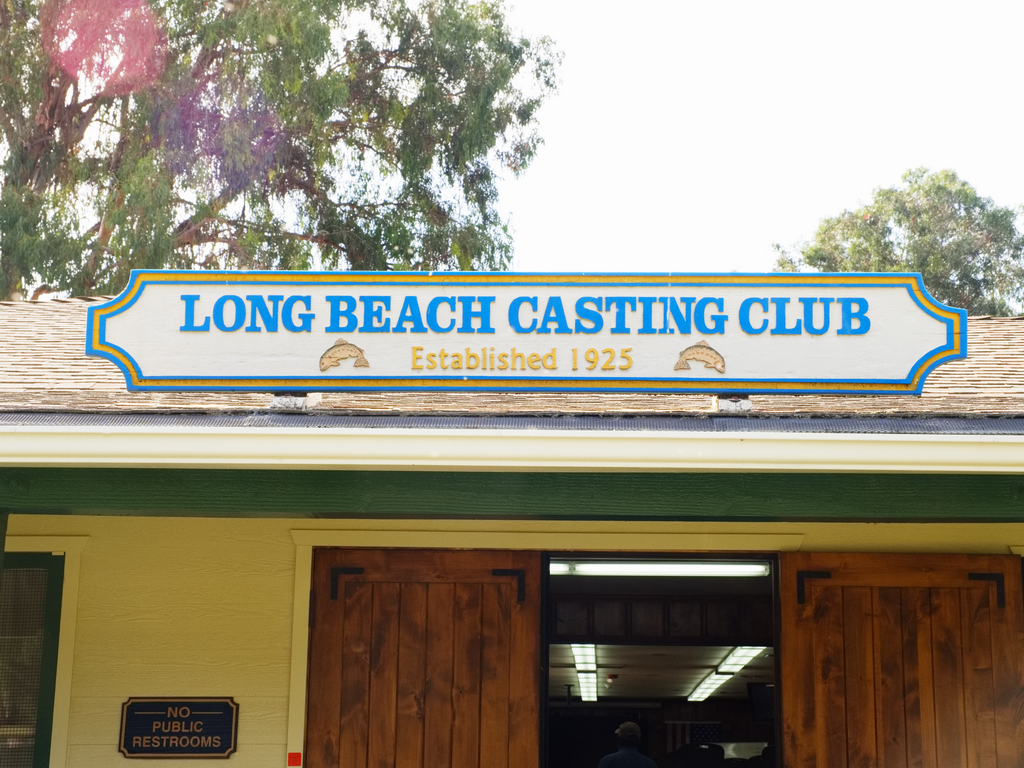 LONG BEACH CASTING CLUB
Established 1925
NO
PUBLIC
RESTROOMS